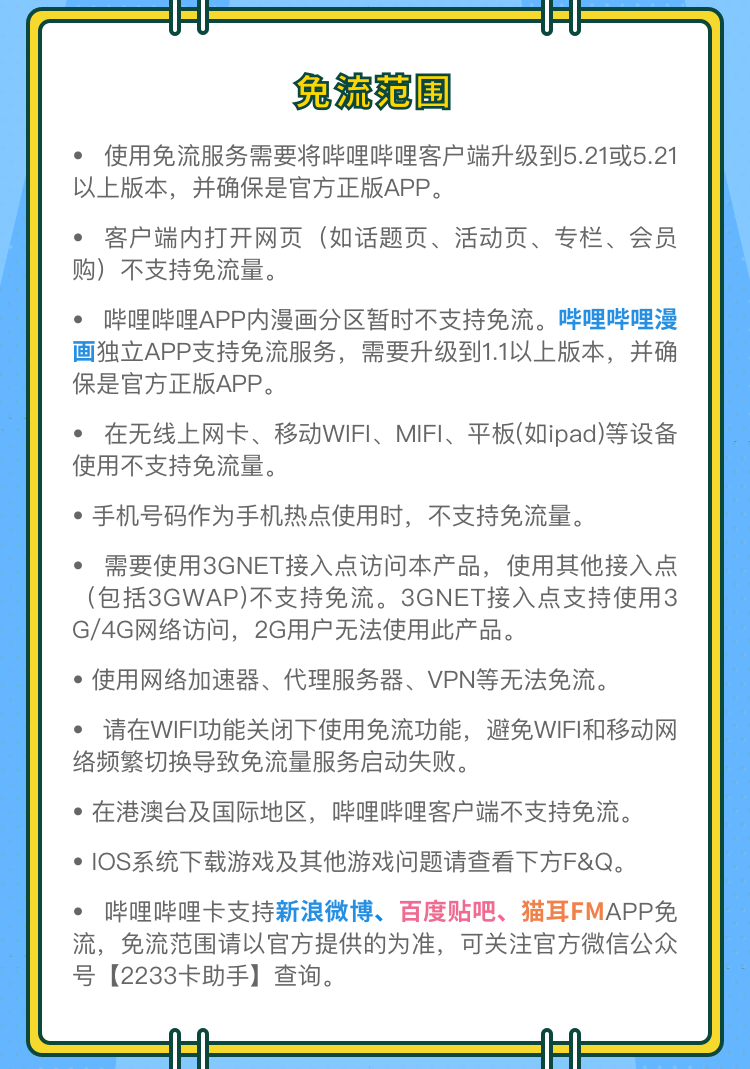 免流范围
• 使用免流服务需要将哔哩哔哩客户端升级到5.21或5.21
以上版本，并确保是官方正版APP。
• 客户端内打开网页（如话题页、活动页、专栏、会员
购）不支持免流量。
• 哔哩哔哩APP内漫画分区暂时不支持免流。哔哩哔哩漫
画独立APP支持免流服务，需要升级到1.1以上版本，并确
保是官方正版APP。
• 在无线上网卡、移动WIFI、MIFI、平板(如ipad)等设备
使用不支持免流量。
• 手机号码作为手机热点使用时，不支持免流量。
• 需要使用3GNET接入点访问本产品，使用其他接入点
（包括3GWAP)不支持免流。3GNET接入点支持使用3
G/4G网络访问，2G用户无法使用此产品。
• 使用网络加速器、代理服务器、VPN等无法免流。
• 请在WIFI功能关闭下使用免流功能，避免WIFI和移动网
络频繁切换导致免流量服务启动失败。
• 在港澳台及国际地区，哔哩哔哩客户端不支持免流。
• IOS系统下载游戏及其他游戏问题请查看下方F&Q。
• 哔哩哔哩卡支持新浪微博、百度贴吧、猫耳FMAPP免
流，免流范围请以官方提供的为准，可关注官方微信公众
号【2233卡助手】查询。